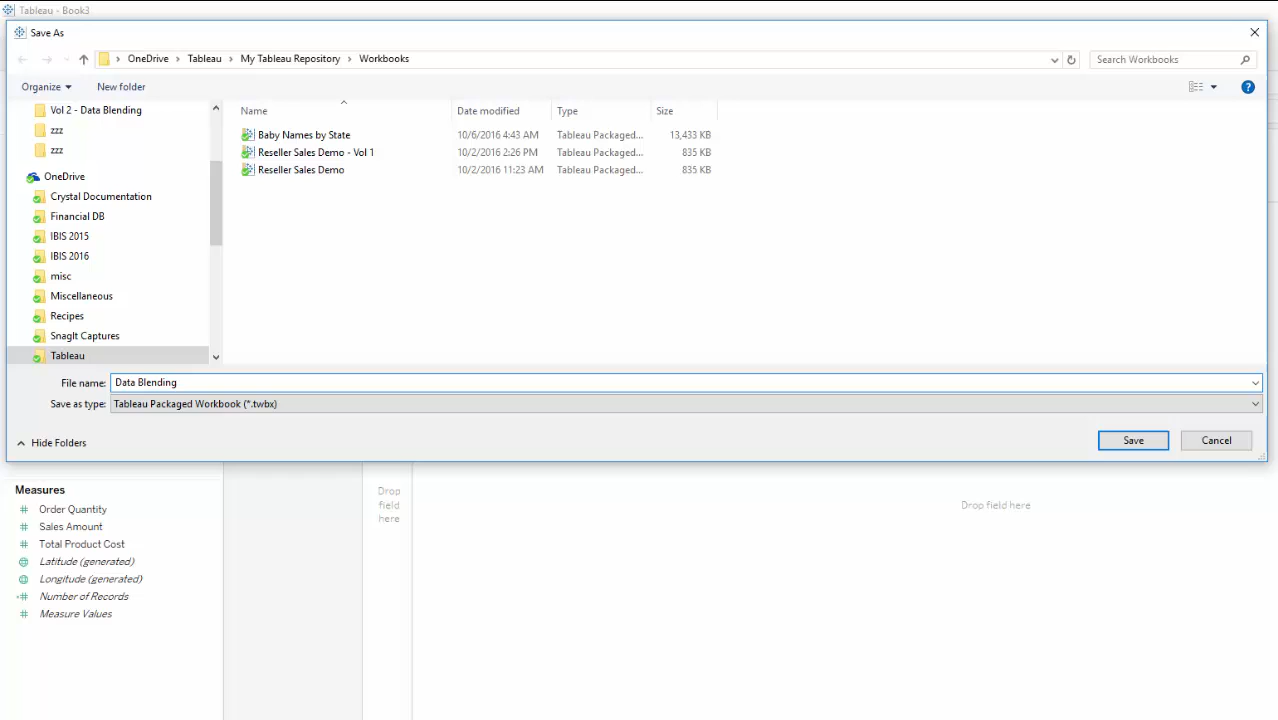 Tableau - Book3
Save As
OneDrive > Tableau > My Tableau Repository > Workbooks
Search Workbooks
Organize
New folder
Vol 2 - Data Blending
zzz
zzz
OneDrive
Crystal Documentation
Financial DB
IBIS 2015
IBIS 2016
misc
Miscellaneous
Recipes
SnagIt Captures
Tableau
Name Date modified Type Size
Baby Names by State 10/6/2016 4:43 AM Tableau Packaged... 13,433 KB
Reseller Sales Demo - Vol 1 10/2/2016 2:26 PM Tableau Packaged... 835 KB
Reseller Sales Demo 10/2/2016 11:23 AM Tableau Packaged... 835 KB
File name: Data Blending
Save as type: Tableau Packaged Workbook (*.twbx)
Hide Folders
Save
Cancel
Measures
Order Quantity
Sales Amount
Total Product Cost
Latitude (generated)
Longitude (generated)
Number of Records
Measure Values
Drop
field
here
Drop field here